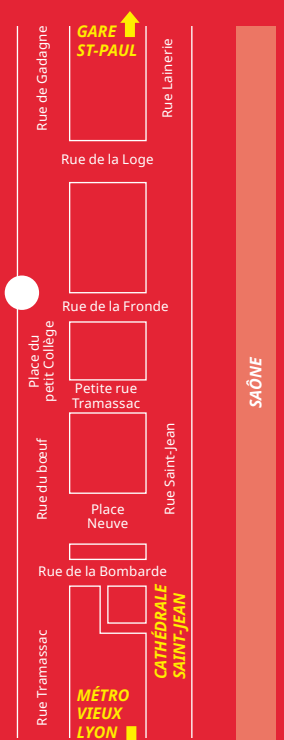 GARE
ST-PAUL
Rue de Gadagne
Rue Lainerie
Rue de la Loge
Rue de la Fronde
Place du
petit Collège
Petite rue
Tramassac
SAÔNE
Rue du bœuf
Rue Saint-Jean
Place
Neuve
Rue de la Bombarde
CATHÉDRALE
SAINT-JEAN
Rue Tramassac
MÉTRO
VIEUX
LYON